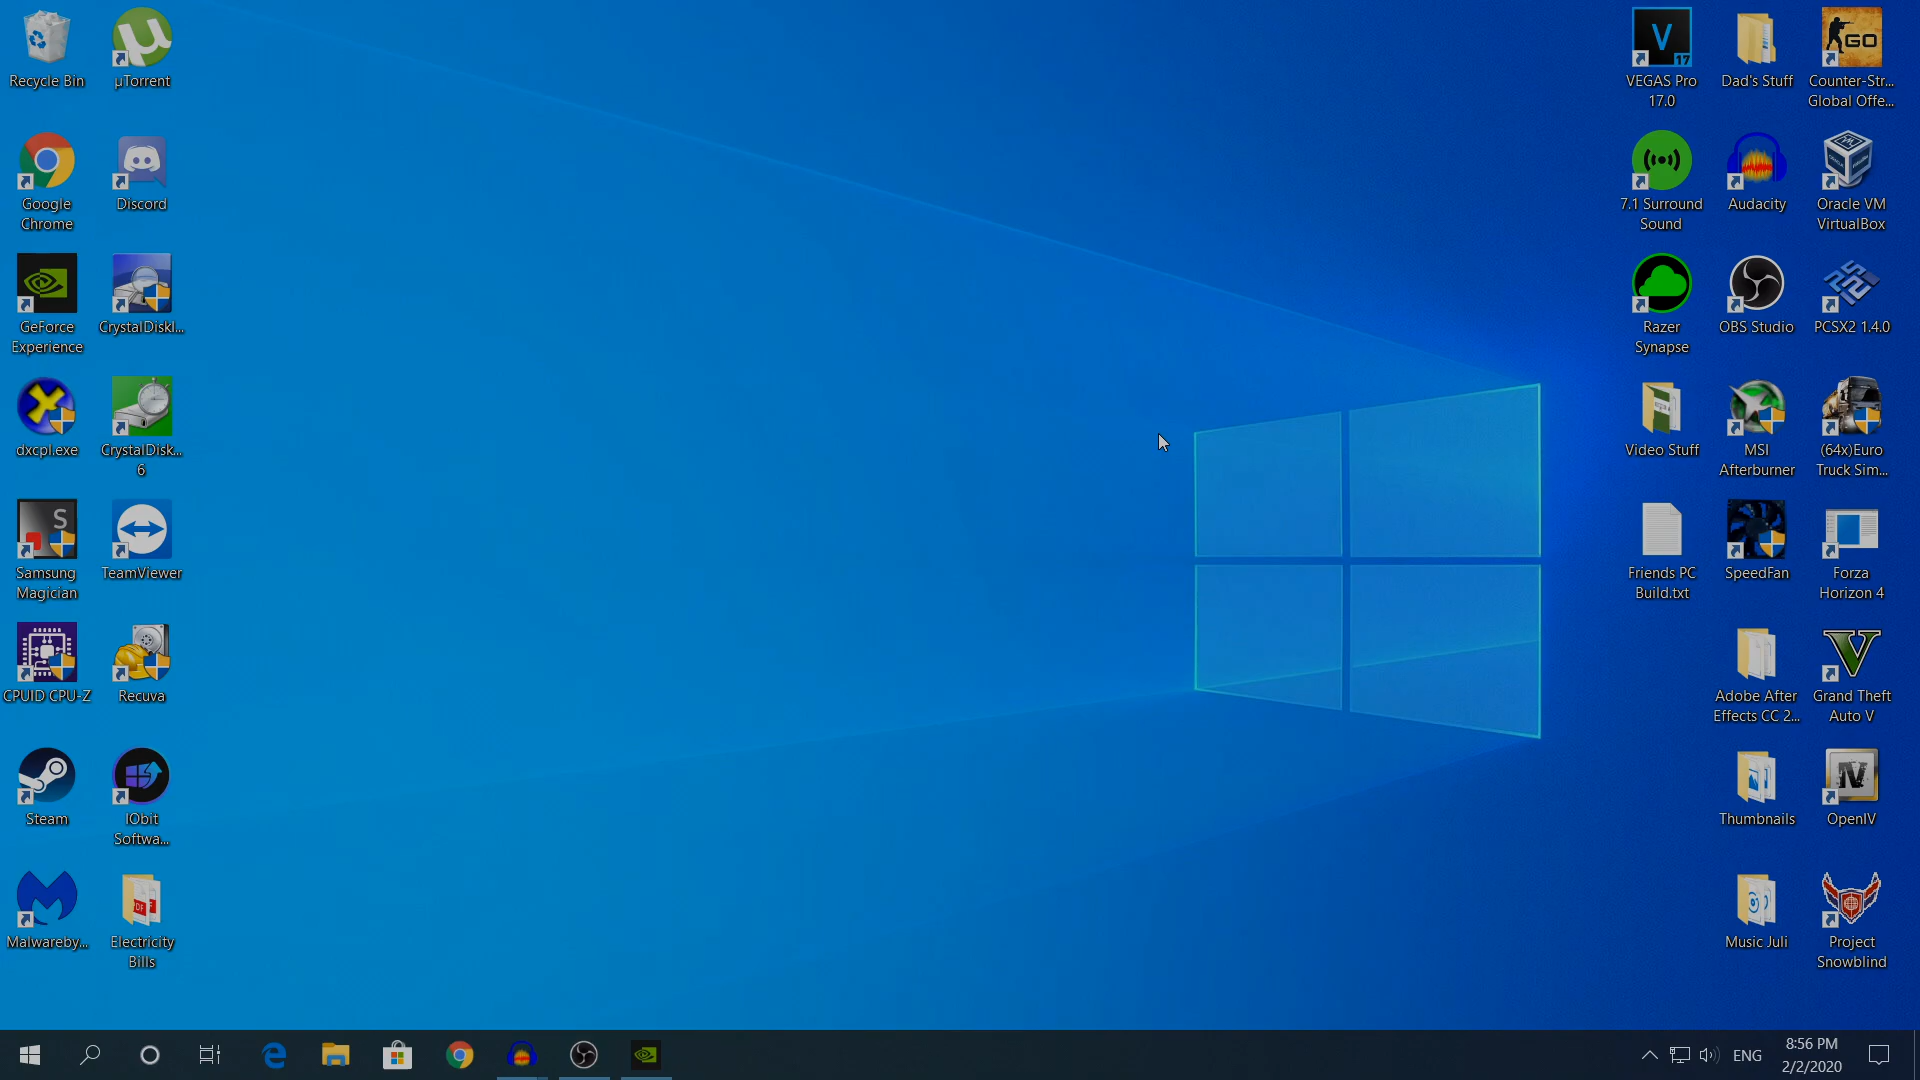 Recycle Bin
µTorrent
Google
Chrome
Discord
GeForce
Experience
CrystalDiskI...
dxcpl.exe
CrystalDisk...
6
S
Samsung
Magician
TeamViewer
CPUID CPU-Z
Recuva
Steam
IObit
Softwa...
Malwareby...
PDF
Electricity
Bills
V
17
VEGAS Pro
17.0
Dad's Stuff
GO
Counter-Str...
Global Offe...
7.1 Surround
Sound
Audacity
Oracle VM
VirtualBox
Razer
Synapse
OBS Studio
PCSX2 1.4.0
Video Stuff
MSI
Afterburner
(64x)Euro
Truck Sim...
Friends PC
Build.txt
SpeedFan
Forza
Horizon 4
Adobe After
Effects CC 2...
V
Grand Theft
Auto V
Thumbnails
IV
OpenIV
Music Juli
Project
Snowblind
ENG
8:56 PM
2/2/2020